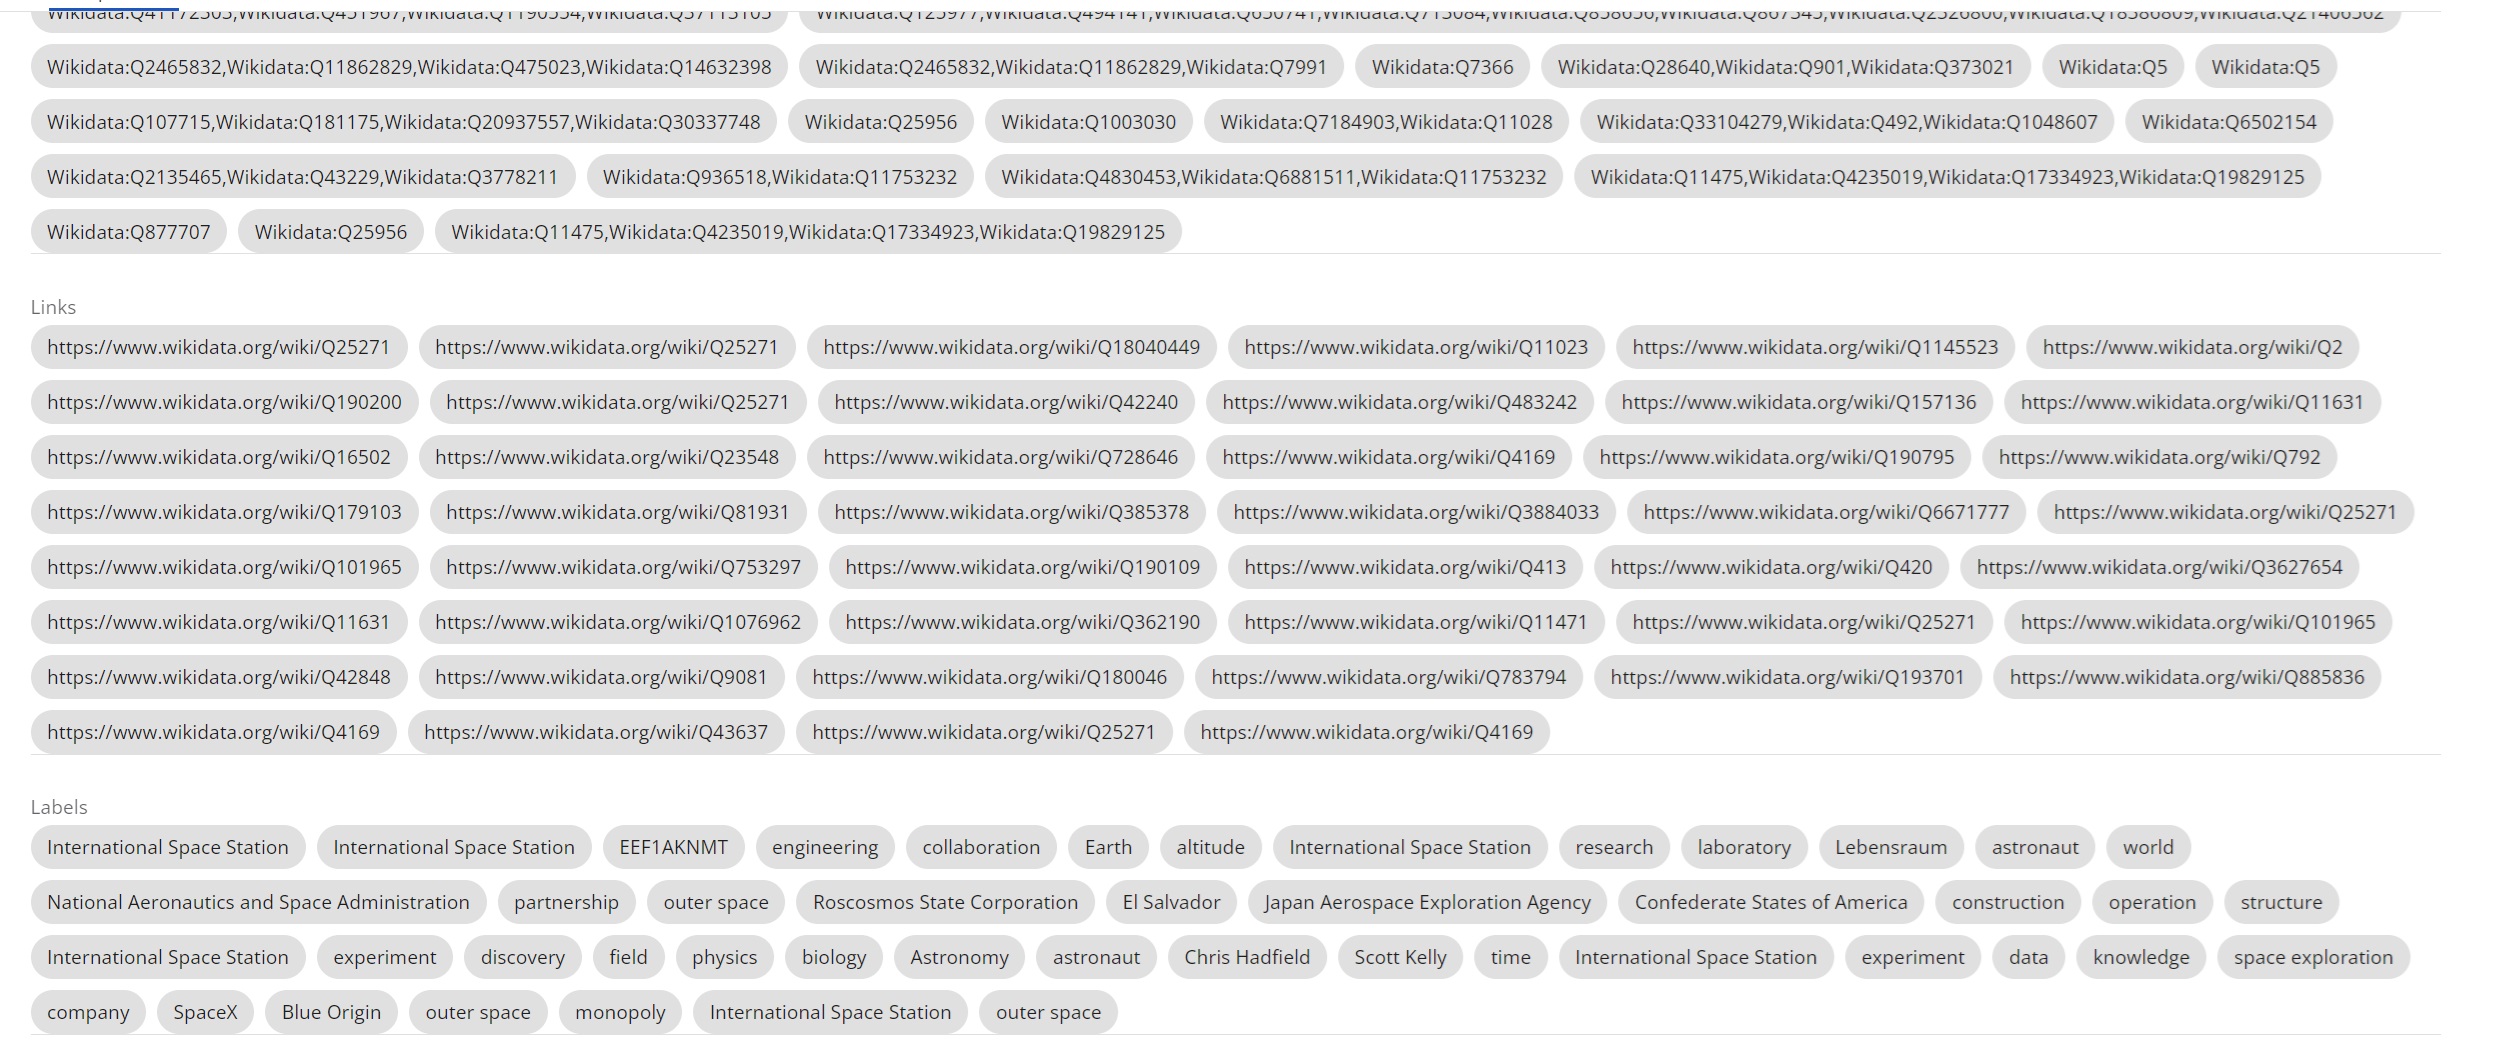 Wikidata:Q2465832,Wikidata:Q11862829,Wikidata:Q475023,Wikidata:Q14632398 Wikidata:Q2465832,Wikidata:Q11862829,Wikidata:Q7991 Wikidata:Q7366 Wikidata:Q28640,Wikidata:Q901,Wikidata:Q373021 Wikidata:Q5 Wikidata:Q5
Wikidata:Q107715,Wikidata:Q181175,Wikidata:Q20937557,Wikidata:Q30337748 Wikidata:Q25956 Wikidata:Q1003030 Wikidata:Q7184903,Wikidata:Q11028 Wikidata:Q33104279,Wikidata:Q492,Wikidata:Q1048607 Wikidata:Q6502154
Wikidata:Q2135465,Wikidata:Q43229,Wikidata:Q3778211 Wikidata:Q936518,Wikidata:Q11753232 Wikidata:Q4830453,Wikidata:Q6881511,Wikidata:Q11753232 Wikidata:Q11475,Wikidata:Q4235019,Wikidata:Q17334923,Wikidata:Q19829125
Wikidata:Q877707 Wikidata:Q25956 Wikidata:Q11475,Wikidata:Q4235019,Wikidata:Q17334923,Wikidata:Q19829125
Links
https://www.wikidata.org/wiki/Q25271 https://www.wikidata.org/wiki/Q25271 https://www.wikidata.org/wiki/Q18040449 https://www.wikidata.org/wiki/Q11023 https://www.wikidata.org/wiki/Q1145523 https://www.wikidata.org/wiki/Q2
https://www.wikidata.org/wiki/Q190200 https://www.wikidata.org/wiki/Q25271 https://www.wikidata.org/wiki/Q42240 https://www.wikidata.org/wiki/Q483242 https://www.wikidata.org/wiki/Q157136 https://www.wikidata.org/wiki/Q11631
https://www.wikidata.org/wiki/Q16502 https://www.wikidata.org/wiki/Q23548 https://www.wikidata.org/wiki/Q728646 https://www.wikidata.org/wiki/Q4169 https://www.wikidata.org/wiki/Q190795 https://www.wikidata.org/wiki/Q792
https://www.wikidata.org/wiki/Q179103 https://www.wikidata.org/wiki/Q81931 https://www.wikidata.org/wiki/Q385378 https://www.wikidata.org/wiki/Q3884033 https://www.wikidata.org/wiki/Q6671777 https://www.wikidata.org/wiki/Q25271
https://www.wikidata.org/wiki/Q101965 https://www.wikidata.org/wiki/Q753297 https://www.wikidata.org/wiki/Q190109 https://www.wikidata.org/wiki/Q413 https://www.wikidata.org/wiki/Q420 https://www.wikidata.org/wiki/Q3627654
https://www.wikidata.org/wiki/Q11631 https://www.wikidata.org/wiki/Q1076962 https://www.wikidata.org/wiki/Q362190 https://www.wikidata.org/wiki/Q11471 https://www.wikidata.org/wiki/Q25271 https://www.wikidata.org/wiki/Q101965
https://www.wikidata.org/wiki/Q42848 https://www.wikidata.org/wiki/Q9081 https://www.wikidata.org/wiki/Q180046 https://www.wikidata.org/wiki/Q783794 https://www.wikidata.org/wiki/Q193701 https://www.wikidata.org/wiki/Q885836
https://www.wikidata.org/wiki/Q4169 https://www.wikidata.org/wiki/Q43637 https://www.wikidata.org/wiki/Q25271 https://www.wikidata.org/wiki/Q4169
Labels
International Space Station International Space Station EEF1AKNMT engineering collaboration Earth altitude International Space Station research laboratory Lebensraum astronaut world
National Aeronautics and Space Administration partnership outer space Roscosmos State Corporation El Salvador Japan Aerospace Exploration Agency Confederate States of America construction operation structure
International Space Station experiment discovery field physics biology Astronomy astronaut Chris Hadfield Scott Kelly time International Space Station experiment data knowledge space exploration
company SpaceX Blue Origin outer space monopoly International Space Station outer space